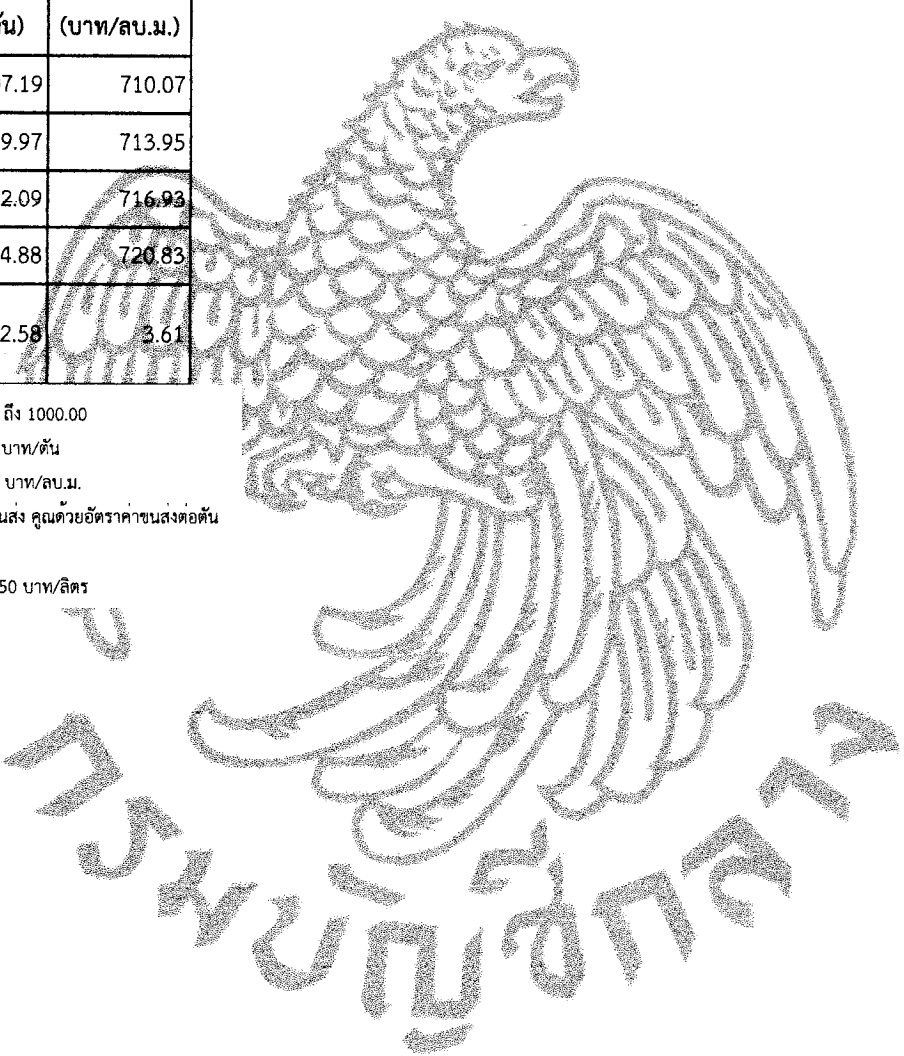 (บาท/ลบ.ม.)
7.19 710.07
9.97 713.95
2.09 716.93
4.88 720.83
2.58 3.61
ถึง 1000.00
บาท/ตัน
บาท/ลบ.ม.
คูณด้วยอัตราค่าขนส่งต่อตัน
50 บาท/ลิตร
กรมบัญชีกลาง